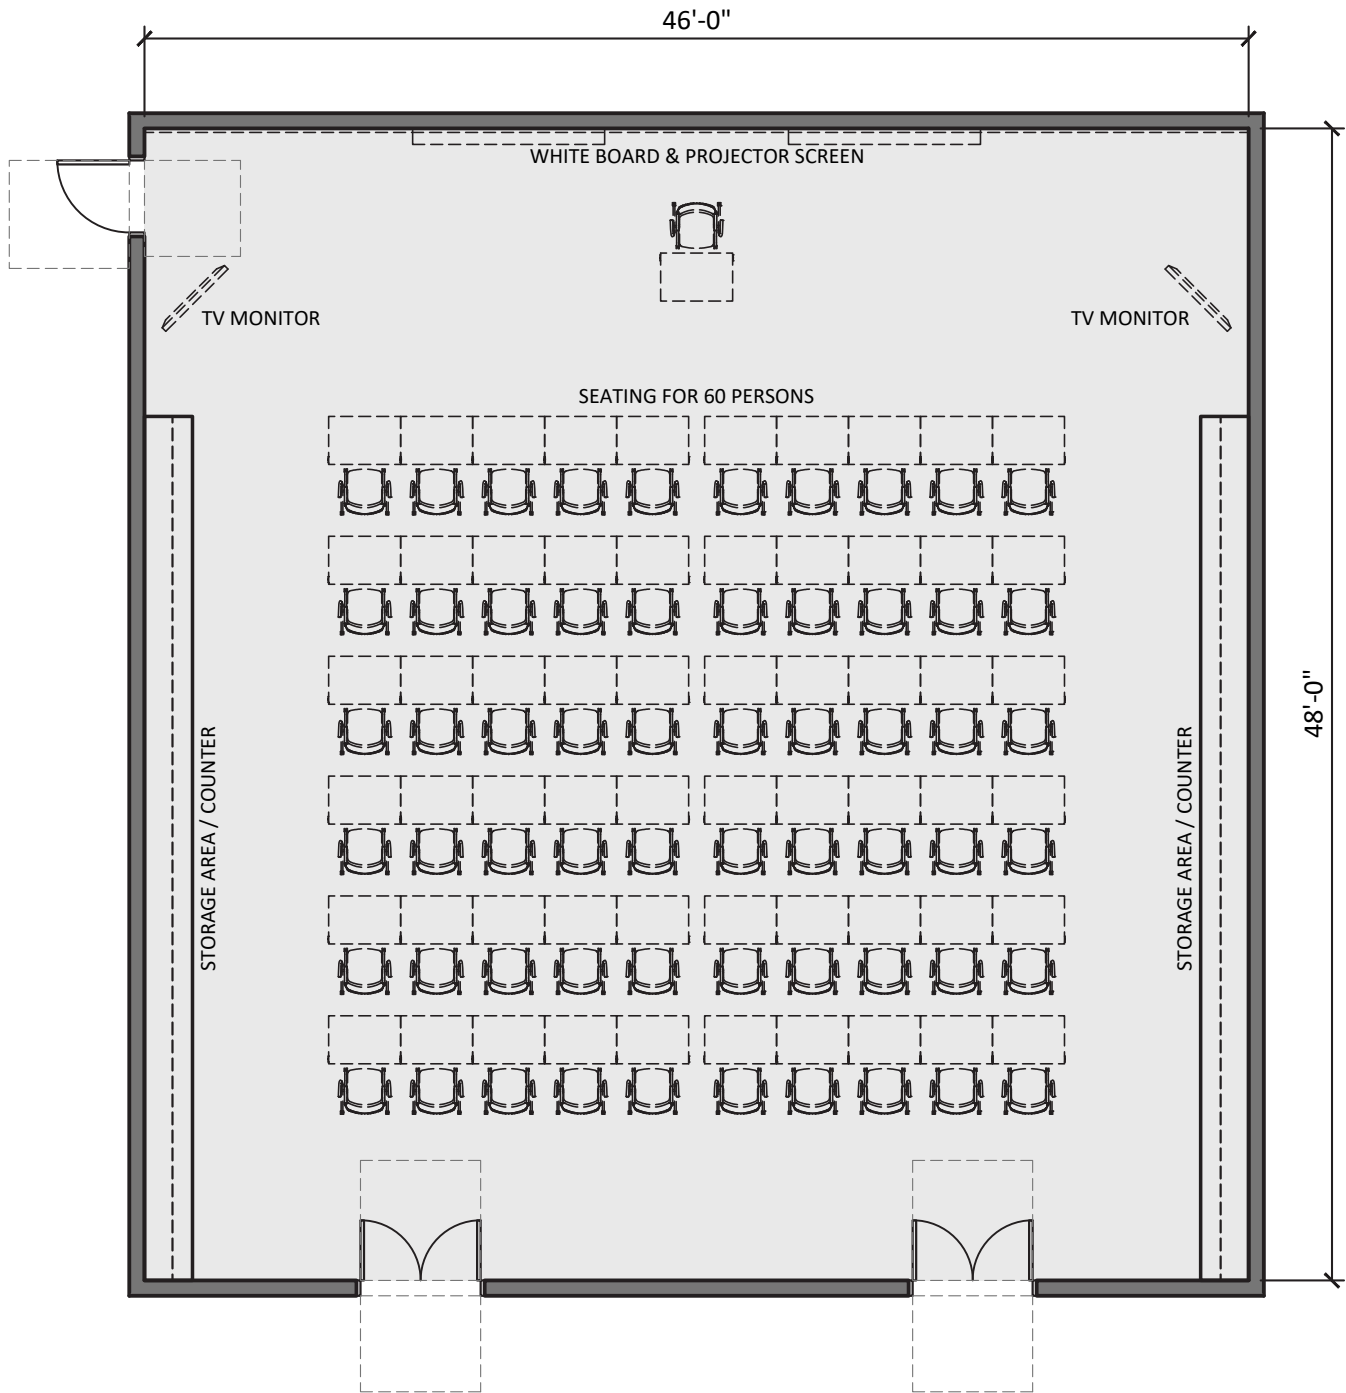 46'-0"
WHITE BOARD & PROJECTOR SCREEN
TV MONITOR
TV MONITOR
SEATING FOR 60 PERSONS
STORAGE AREA / COUNTER
STORAGE AREA / COUNTER
48'-0"